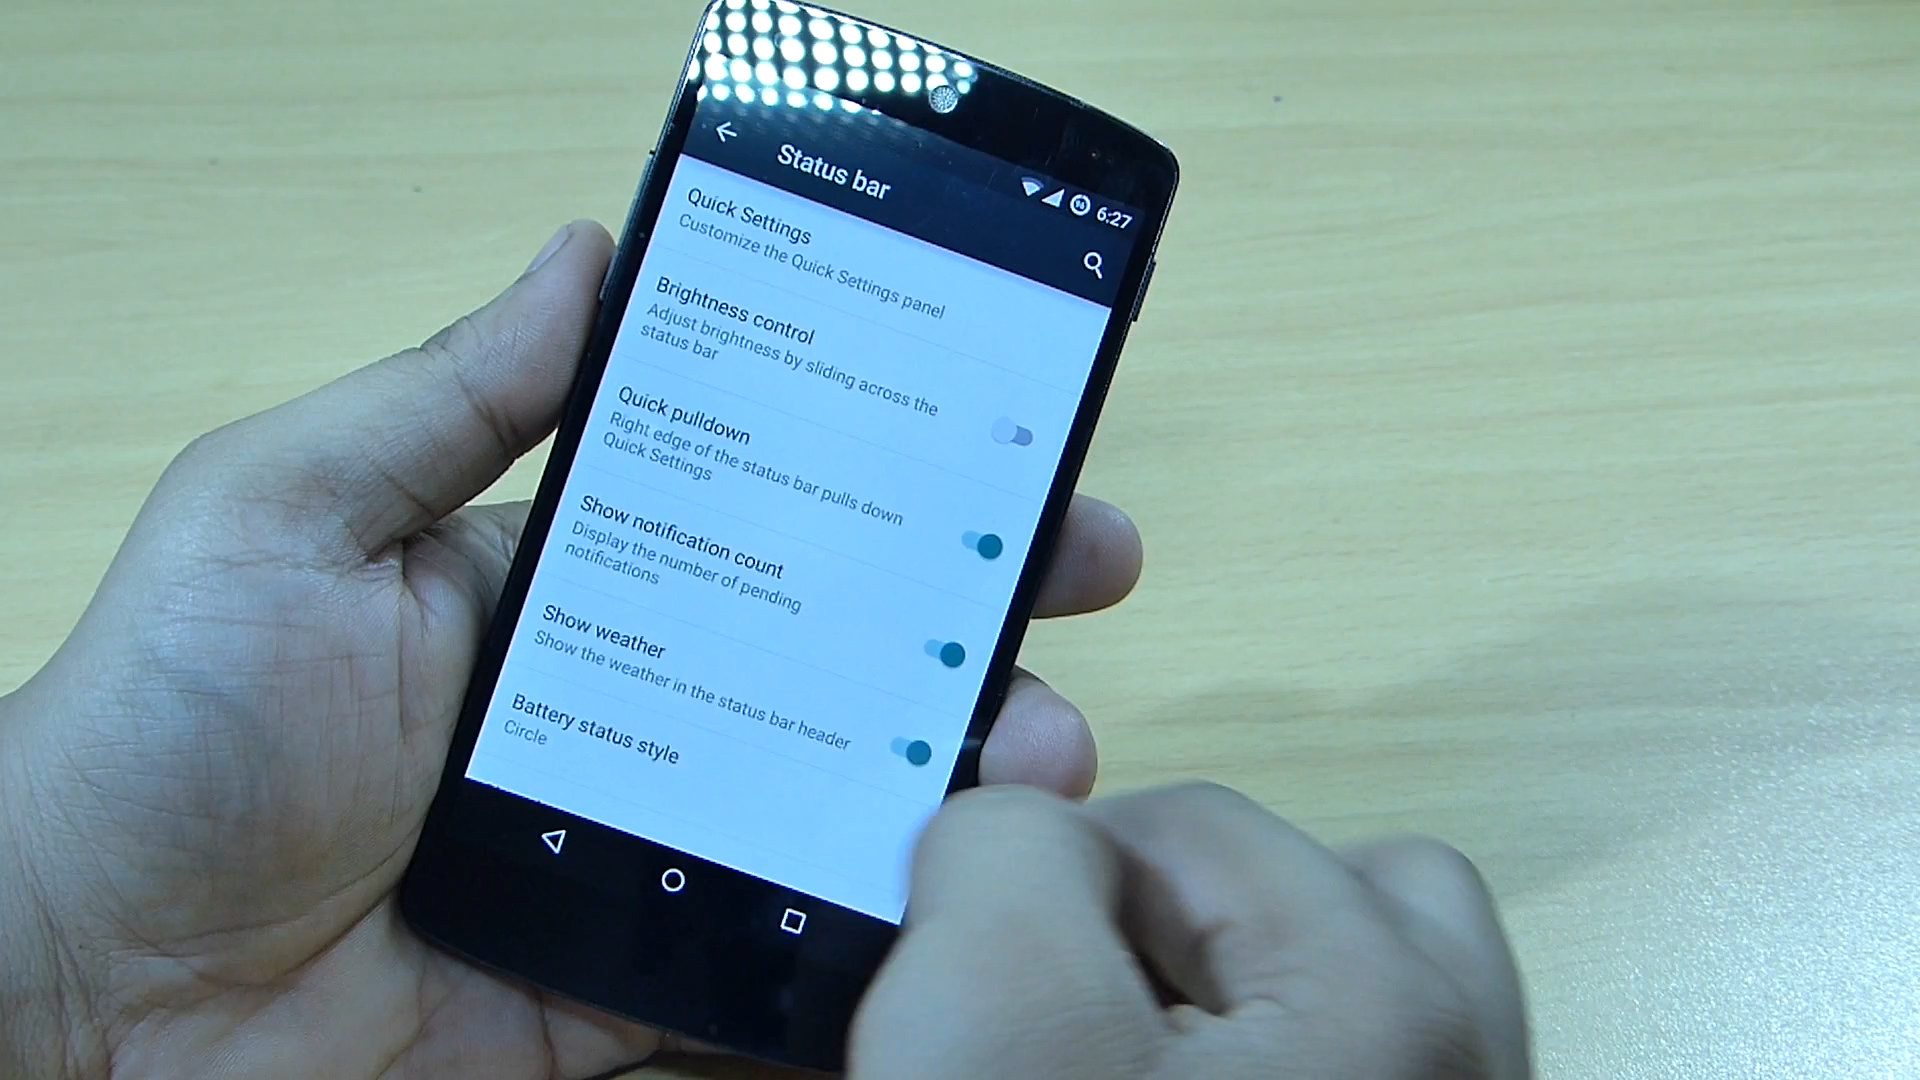 Status bar
6:27
Quick Settings
Customize the Quick Settings panel
Brightness control
Adjust brightness by sliding across the
status bar
Quick pulldown
Right edge of the status bar pulls down
Quick Settings
Show notification count
Display the number of pending
notifications
Show weather
Show the weather in the status bar header
Battery status style
Circle